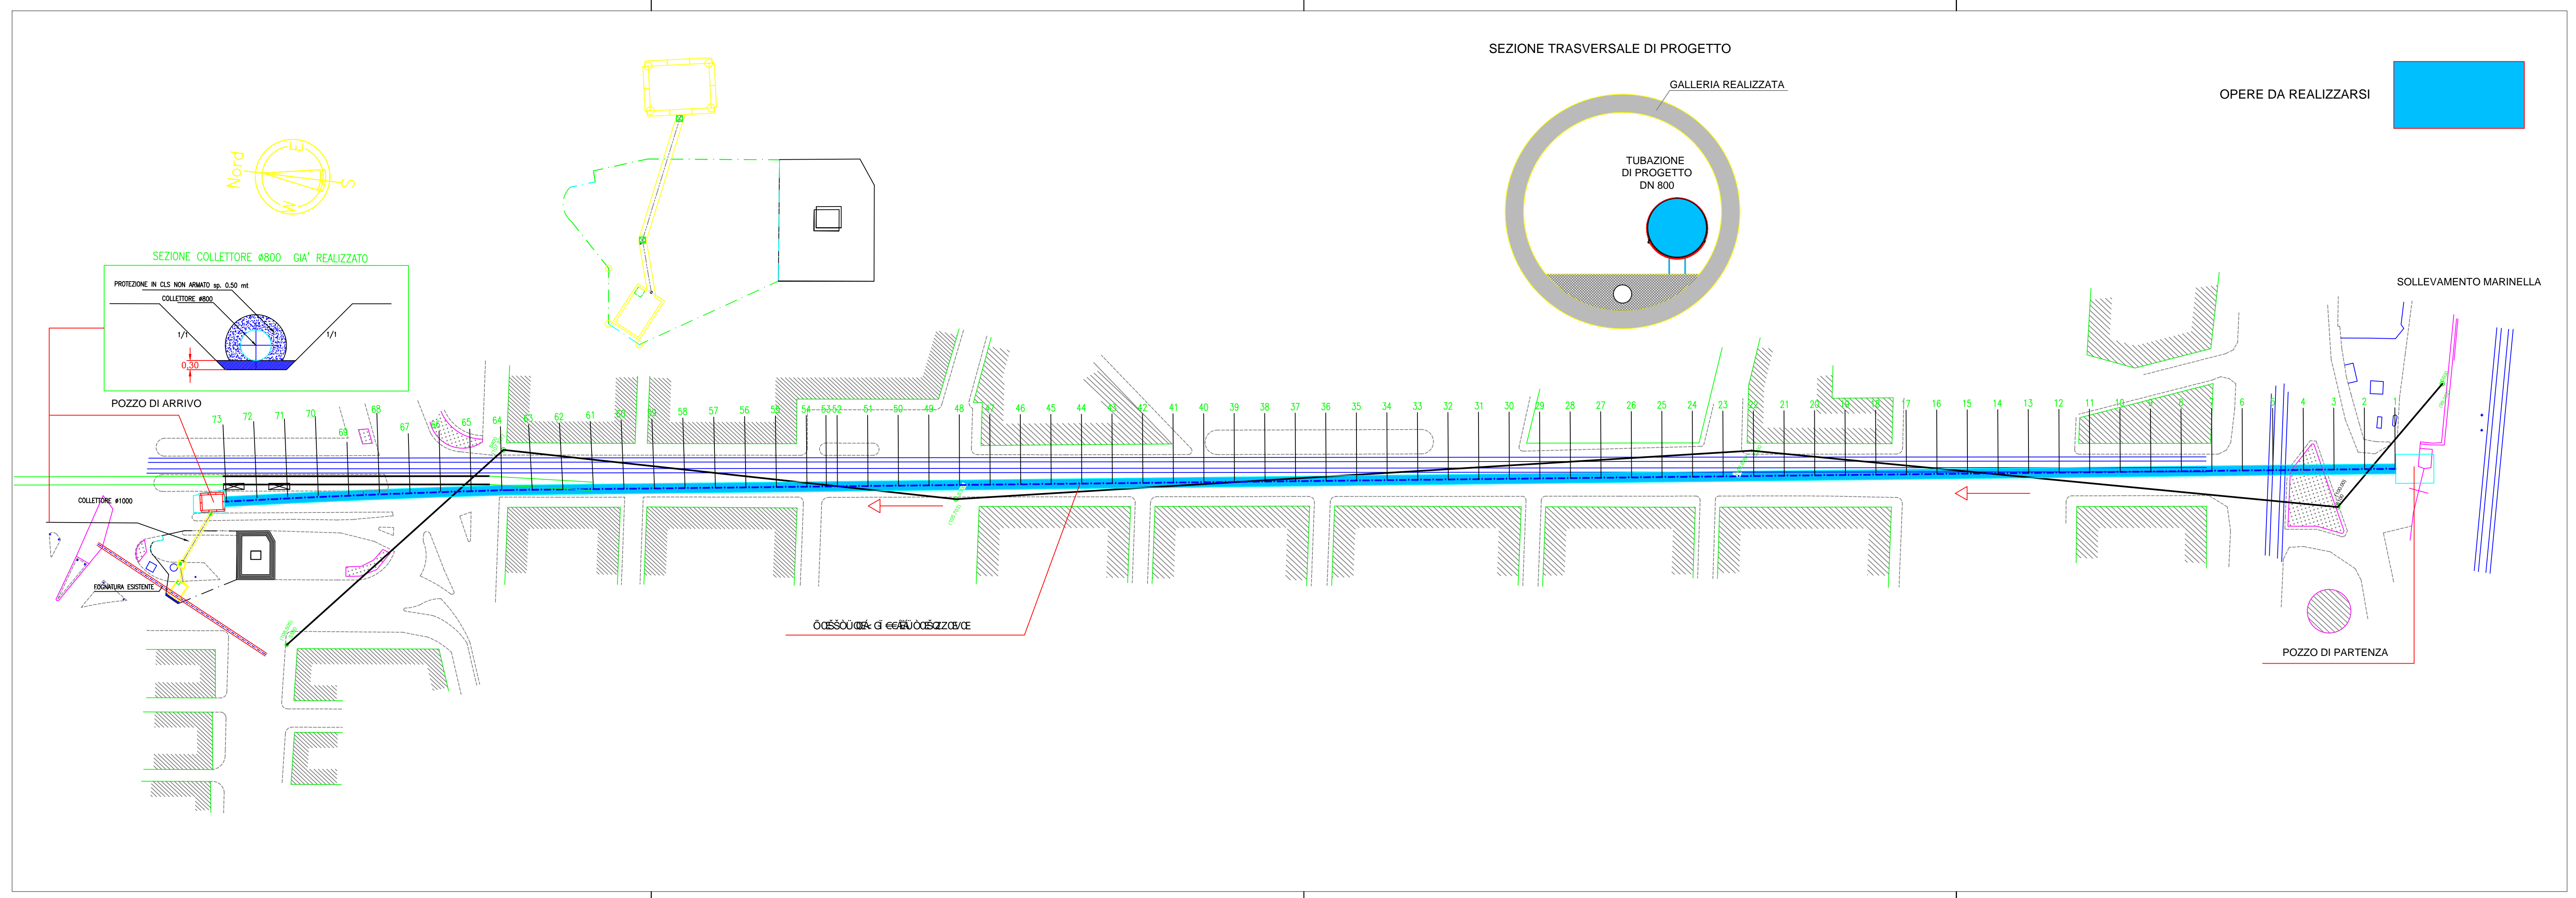 SEZIONE TRASVERSALE DI PROGETTO
GALLERIA REALIZZATA
OPERE DA REALIZZARSI
TUBAZIONE
DI PROGETTO
DN 800
Nord
E
S
W
SEZIONE COLLETTORE ø800 GIA' REALIZZATO
PROTEZIONE IN CLS NON ARMATO sp. 0.50 mt
COLLETTORE ø800
1/1
1/1
0,30
SOLLEVAMENTO MARINELLA
POZZO DI ARRIVO
73 72 71 70 69 68 67 66 65 64 63 62 61 60 59 58 57 56 55 54 53 52 51 50 49 48 47 46 45 44 43 42 41 40 39 38 37 36 35 34 33 32 31 30 29 28 27 26 25 24 23 22 21 20 19 18 17 16 15 14 13 12 11 10 9 8 7 6 5 4 3 2 1
COLLETTORE ø1000
FOGNATURA ESISTENTE
POZZO DI PARTENZA